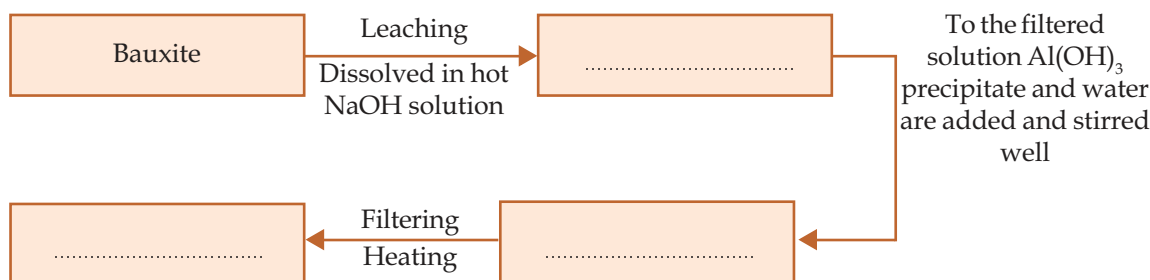 Bauxite
Leaching
Dissolved in hot
NaOH solution
..............................
To the filtered
solution Al(OH)₃
precipitate and water
are added and stirred
well
..............................
Filtering
Heating
..............................